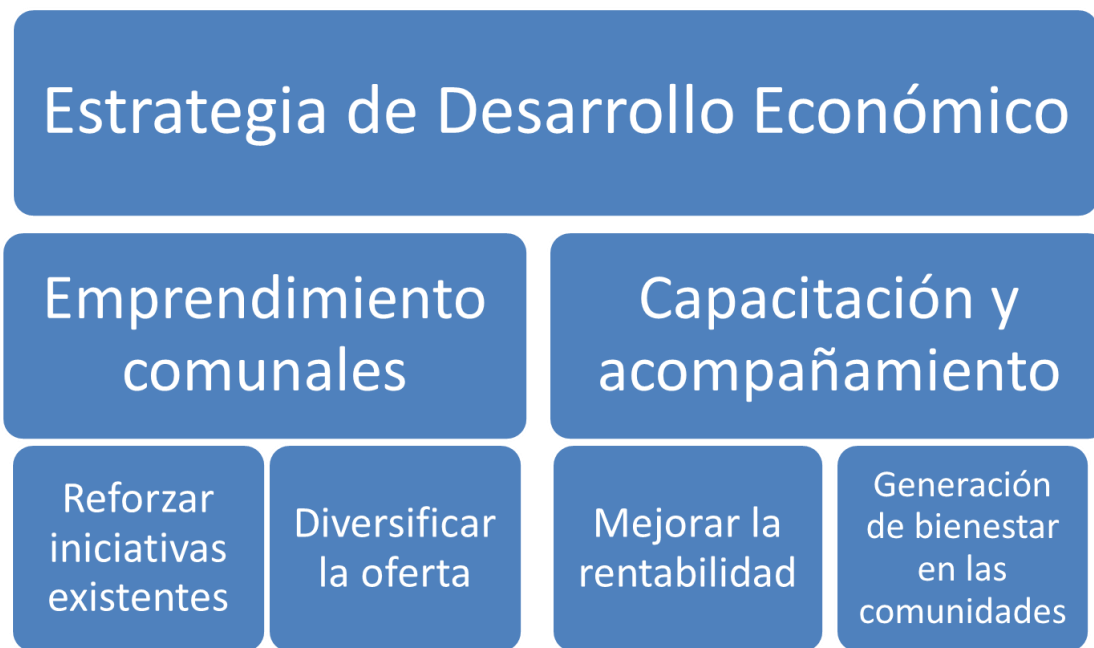 Estrategia de Desarrollo Económico
Emprendimiento
comunales
Capacitación y
acompañamiento
Reforzar
iniciativas
existentes
Diversificar
la oferta
Mejorar la
rentabilidad
Generación
de bienestar
en las
comunidades